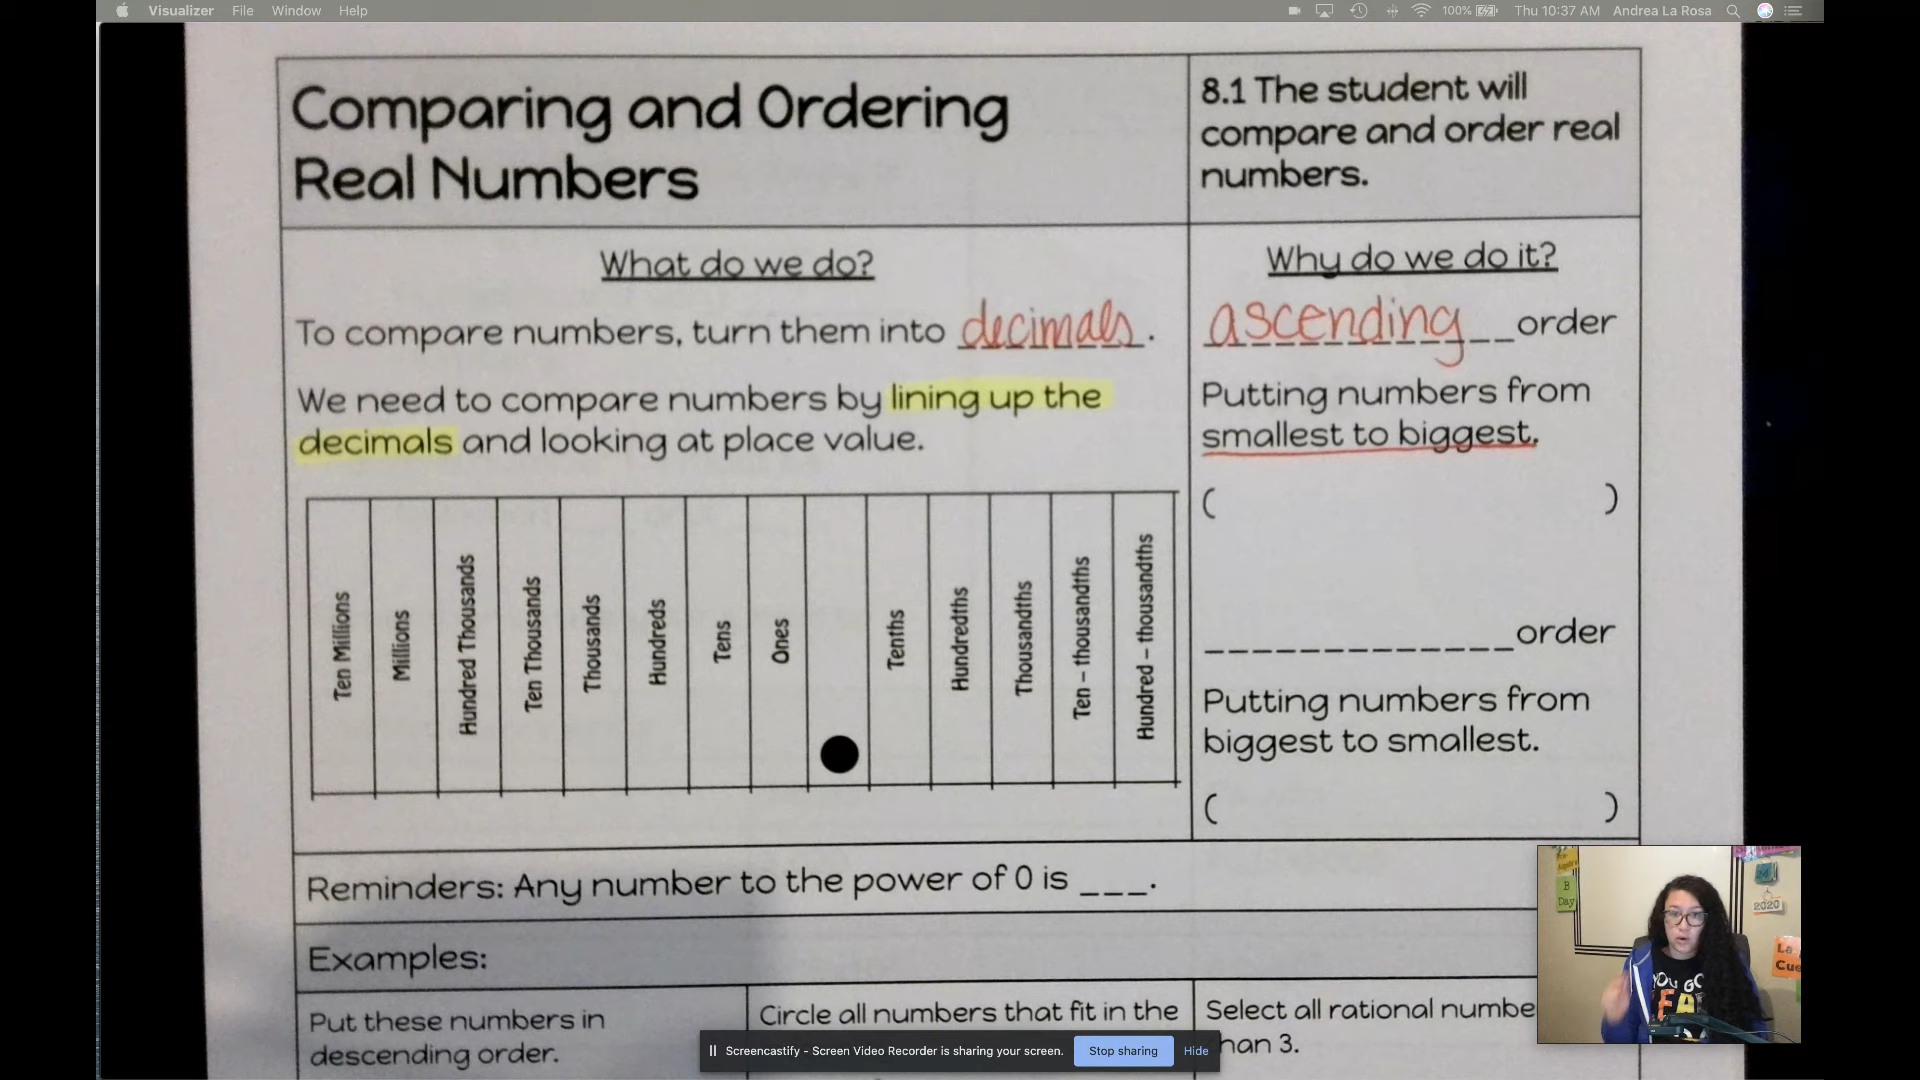 Visualizer File Window Help 100% Thu 10:37 AM Andrea La Rosa
Comparing and Ordering
Real Numbers
8.1 The student will
compare and order real
numbers.
What do we do?
To compare numbers, turn them into decimals.
We need to compare numbers by lining up the
decimals and looking at place value.
Ten Millions
Millions
Hundred Thousands
Ten Thousands
Thousands
Hundreds
Tens
Ones
Tenths
Hundredths
Thousandths
Ten - thousandths
Hundred - thousandths
Why do we do it?
ascending order
Putting numbers from
smallest to biggest.
( )
_____________order
Putting numbers from
biggest to smallest.
( )
Reminders: Any number to the power of 0 is ___.
Examples:
Put these numbers in
descending order.
Circle all numbers that fit in the
Select all rational numbe
han 3.
B
Day
2020
La
Cue
YOU GO
Screencastify - Screen Video Recorder is sharing your screen. Stop sharing Hide